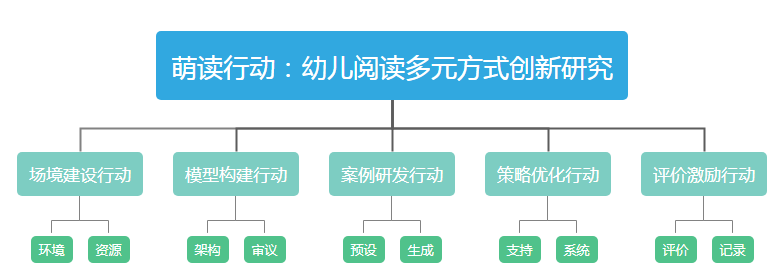 萌读行动：幼儿阅读多元方式创新研究
场境建设行动 模型构建行动 案例研发行动 策略优化行动 评价激励行动
环境 资源 架构 审议 预设 生成 支持 系统 评价 记录